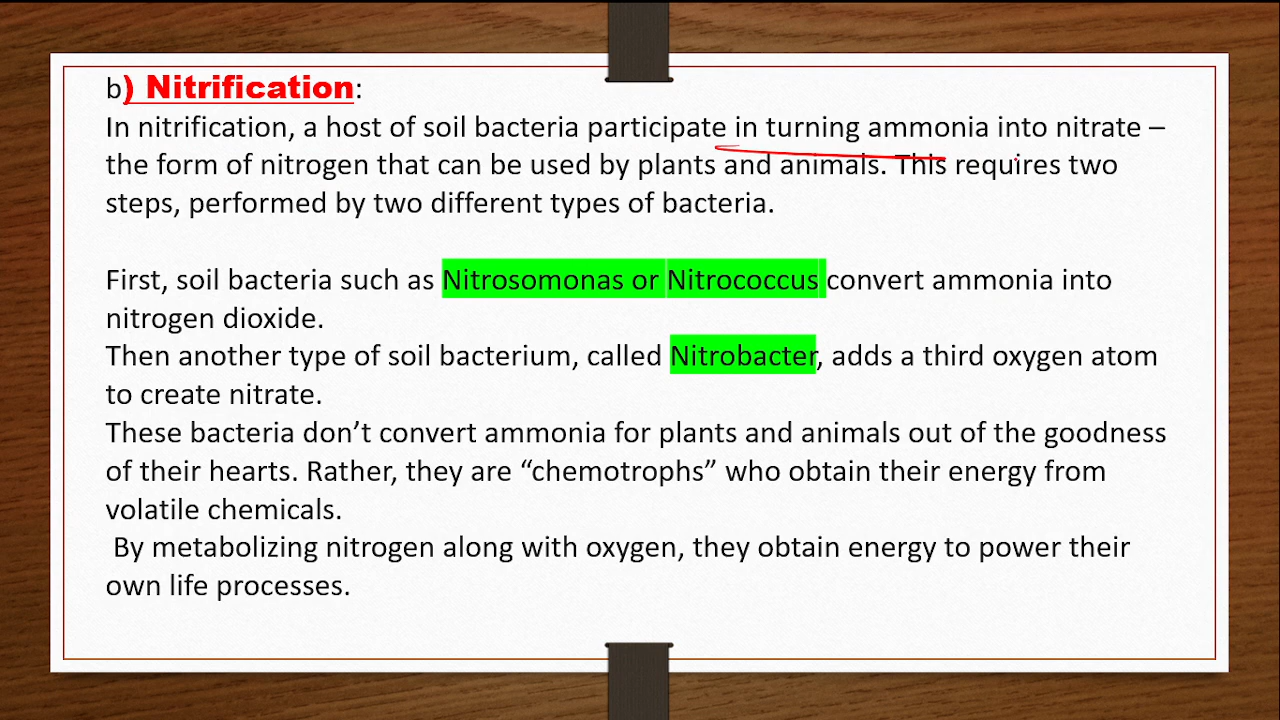 b) Nitrification:
In nitrification, a host of soil bacteria participate in turning ammonia into nitrate –
the form of nitrogen that can be used by plants and animals. This requires two
steps, performed by two different types of bacteria.
First, soil bacteria such as Nitrosomonas or Nitrococcus convert ammonia into
nitrogen dioxide.
Then another type of soil bacterium, called Nitrobacter, adds a third oxygen atom
to create nitrate.
These bacteria don’t convert ammonia for plants and animals out of the goodness
of their hearts. Rather, they are “chemotrophs” who obtain their energy from
volatile chemicals.
By metabolizing nitrogen along with oxygen, they obtain energy to power their
own life processes.